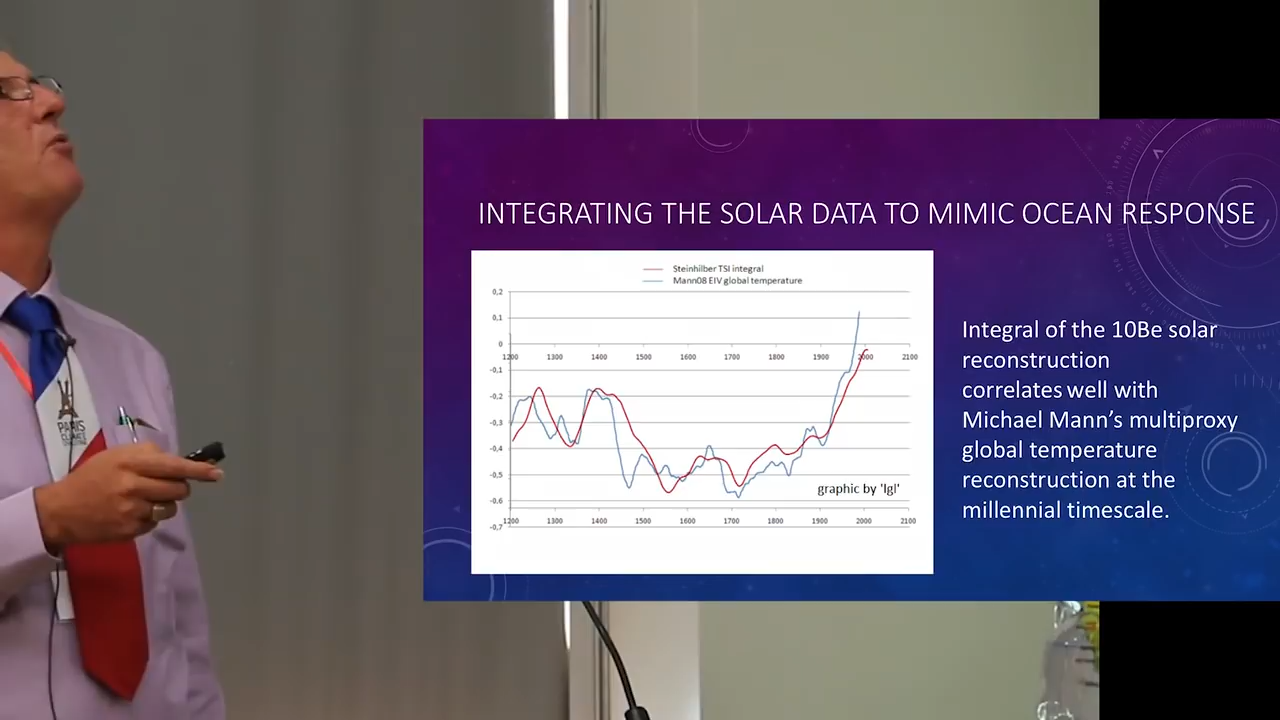 INTEGRATING THE SOLAR DATA TO MIMIC OCEAN RESPONSE
Steinhilber TSI integral
Mann08 EIV global temperature
0,2
0,1
0
1200 1300 1400 1500 1600 1700 1800 1900 2000 2100
-0,1
-0,2
-0,3
-0,4
-0,5
-0.6
-0,7
graphic by 'lgl'
1200 1300 1400 1500 1600 1700 1800 1900 2000 2100
Integral of the 10Be solar
reconstruction
correlates well with
Michael Mann's multiproxy
global temperature
reconstruction at the
millennial timescale.
PARIS
CLIMATE